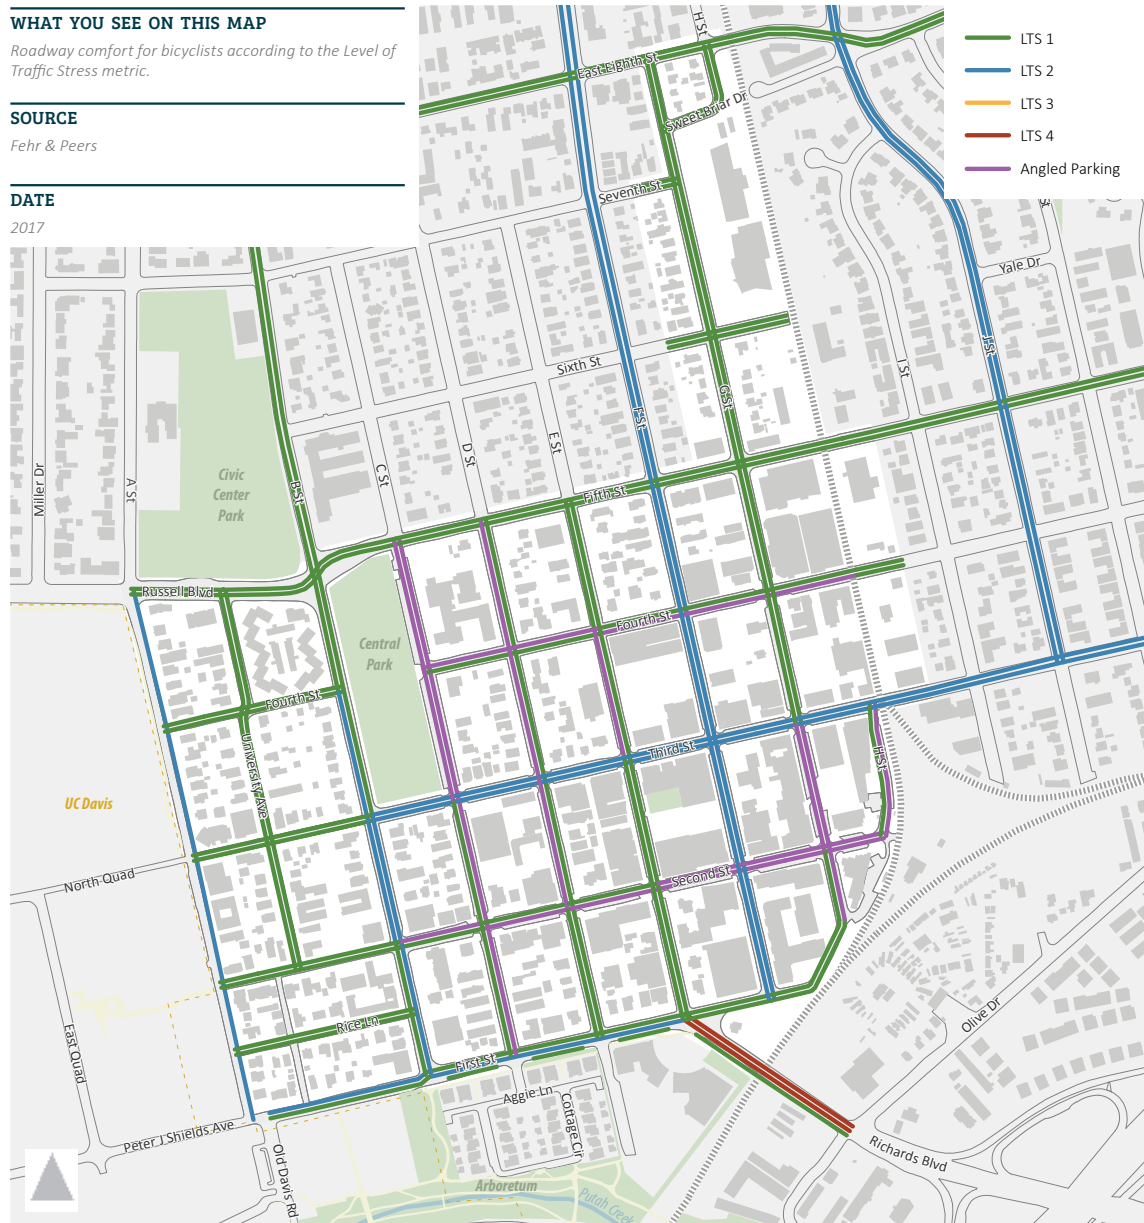 WHAT YOU SEE ON THIS MAP
Roadway comfort for bicyclists according to the Level of
Traffic Stress metric.
SOURCE
Fehr & Peers
DATE
2017
LTS 1
LTS 2
LTS 3
LTS 4
Angled Parking
H St
East Eighth St
Sweet Briar Dr
Seventh St
Yale Dr
St
J St
I St
Sixth St
G St
F St
E St
D St
C St
B St
A St
Miller Dr
Civic
Center
Park
Fifth St
Russell Blvd
Fourth St
Central
Park
Fourth St
University Ave
Third St
H St
UC Davis
North Quad
Second St
East Quad
Rice Ln
Olive Dr
First St
Aggie Ln
Cottage Cir
Peter J Shields Ave
Old Davis Rd
Richards Blvd
Arboretum
Putah Creek